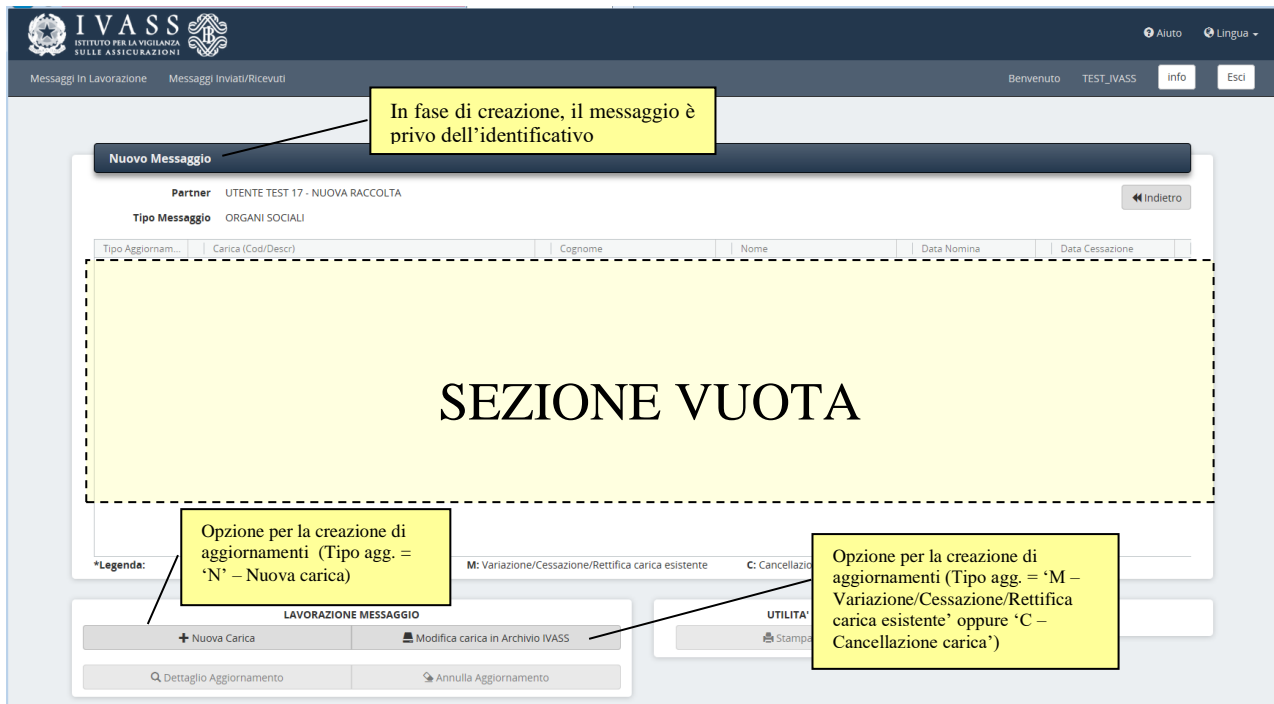 I V A S S
ISTITUTO PER LA VIGILANZA
SULLE ASSICURAZIONI
Aiuto Lingua
Messaggi In Lavorazione Messaggi Inviati/Ricevuti Benvenuto TEST_IVASS info Esci
In fase di creazione, il messaggio è
privo dell’identificativo
Nuovo Messaggio
Partner UTENTE TEST 17 - NUOVA RACCOLTA
Indietro
Tipo Messaggio ORGANI SOCIALI
Tipo Aggiornam... Carica (Cod/Descr) Cognome Nome Data Nomina Data Cessazione
SEZIONE VUOTA
Opzione per la creazione di
aggiornamenti (Tipo agg. =
‘N’ – Nuova carica)
Opzione per la creazione di
aggiornamenti (Tipo agg. = ‘M –
Variazione/Cessazione/Rettifica
carica esistente’ oppure ‘C –
Cancellazione carica’)
*Legenda: M: Variazione/Cessazione/Rettifica carica esistente C:
LAVORAZIONE MESSAGGIO
UTILITA'
Nuova Carica Modifica carica in Archivio IVASS
Stampa
Dettaglio Aggiornamento Annulla Aggiornamento